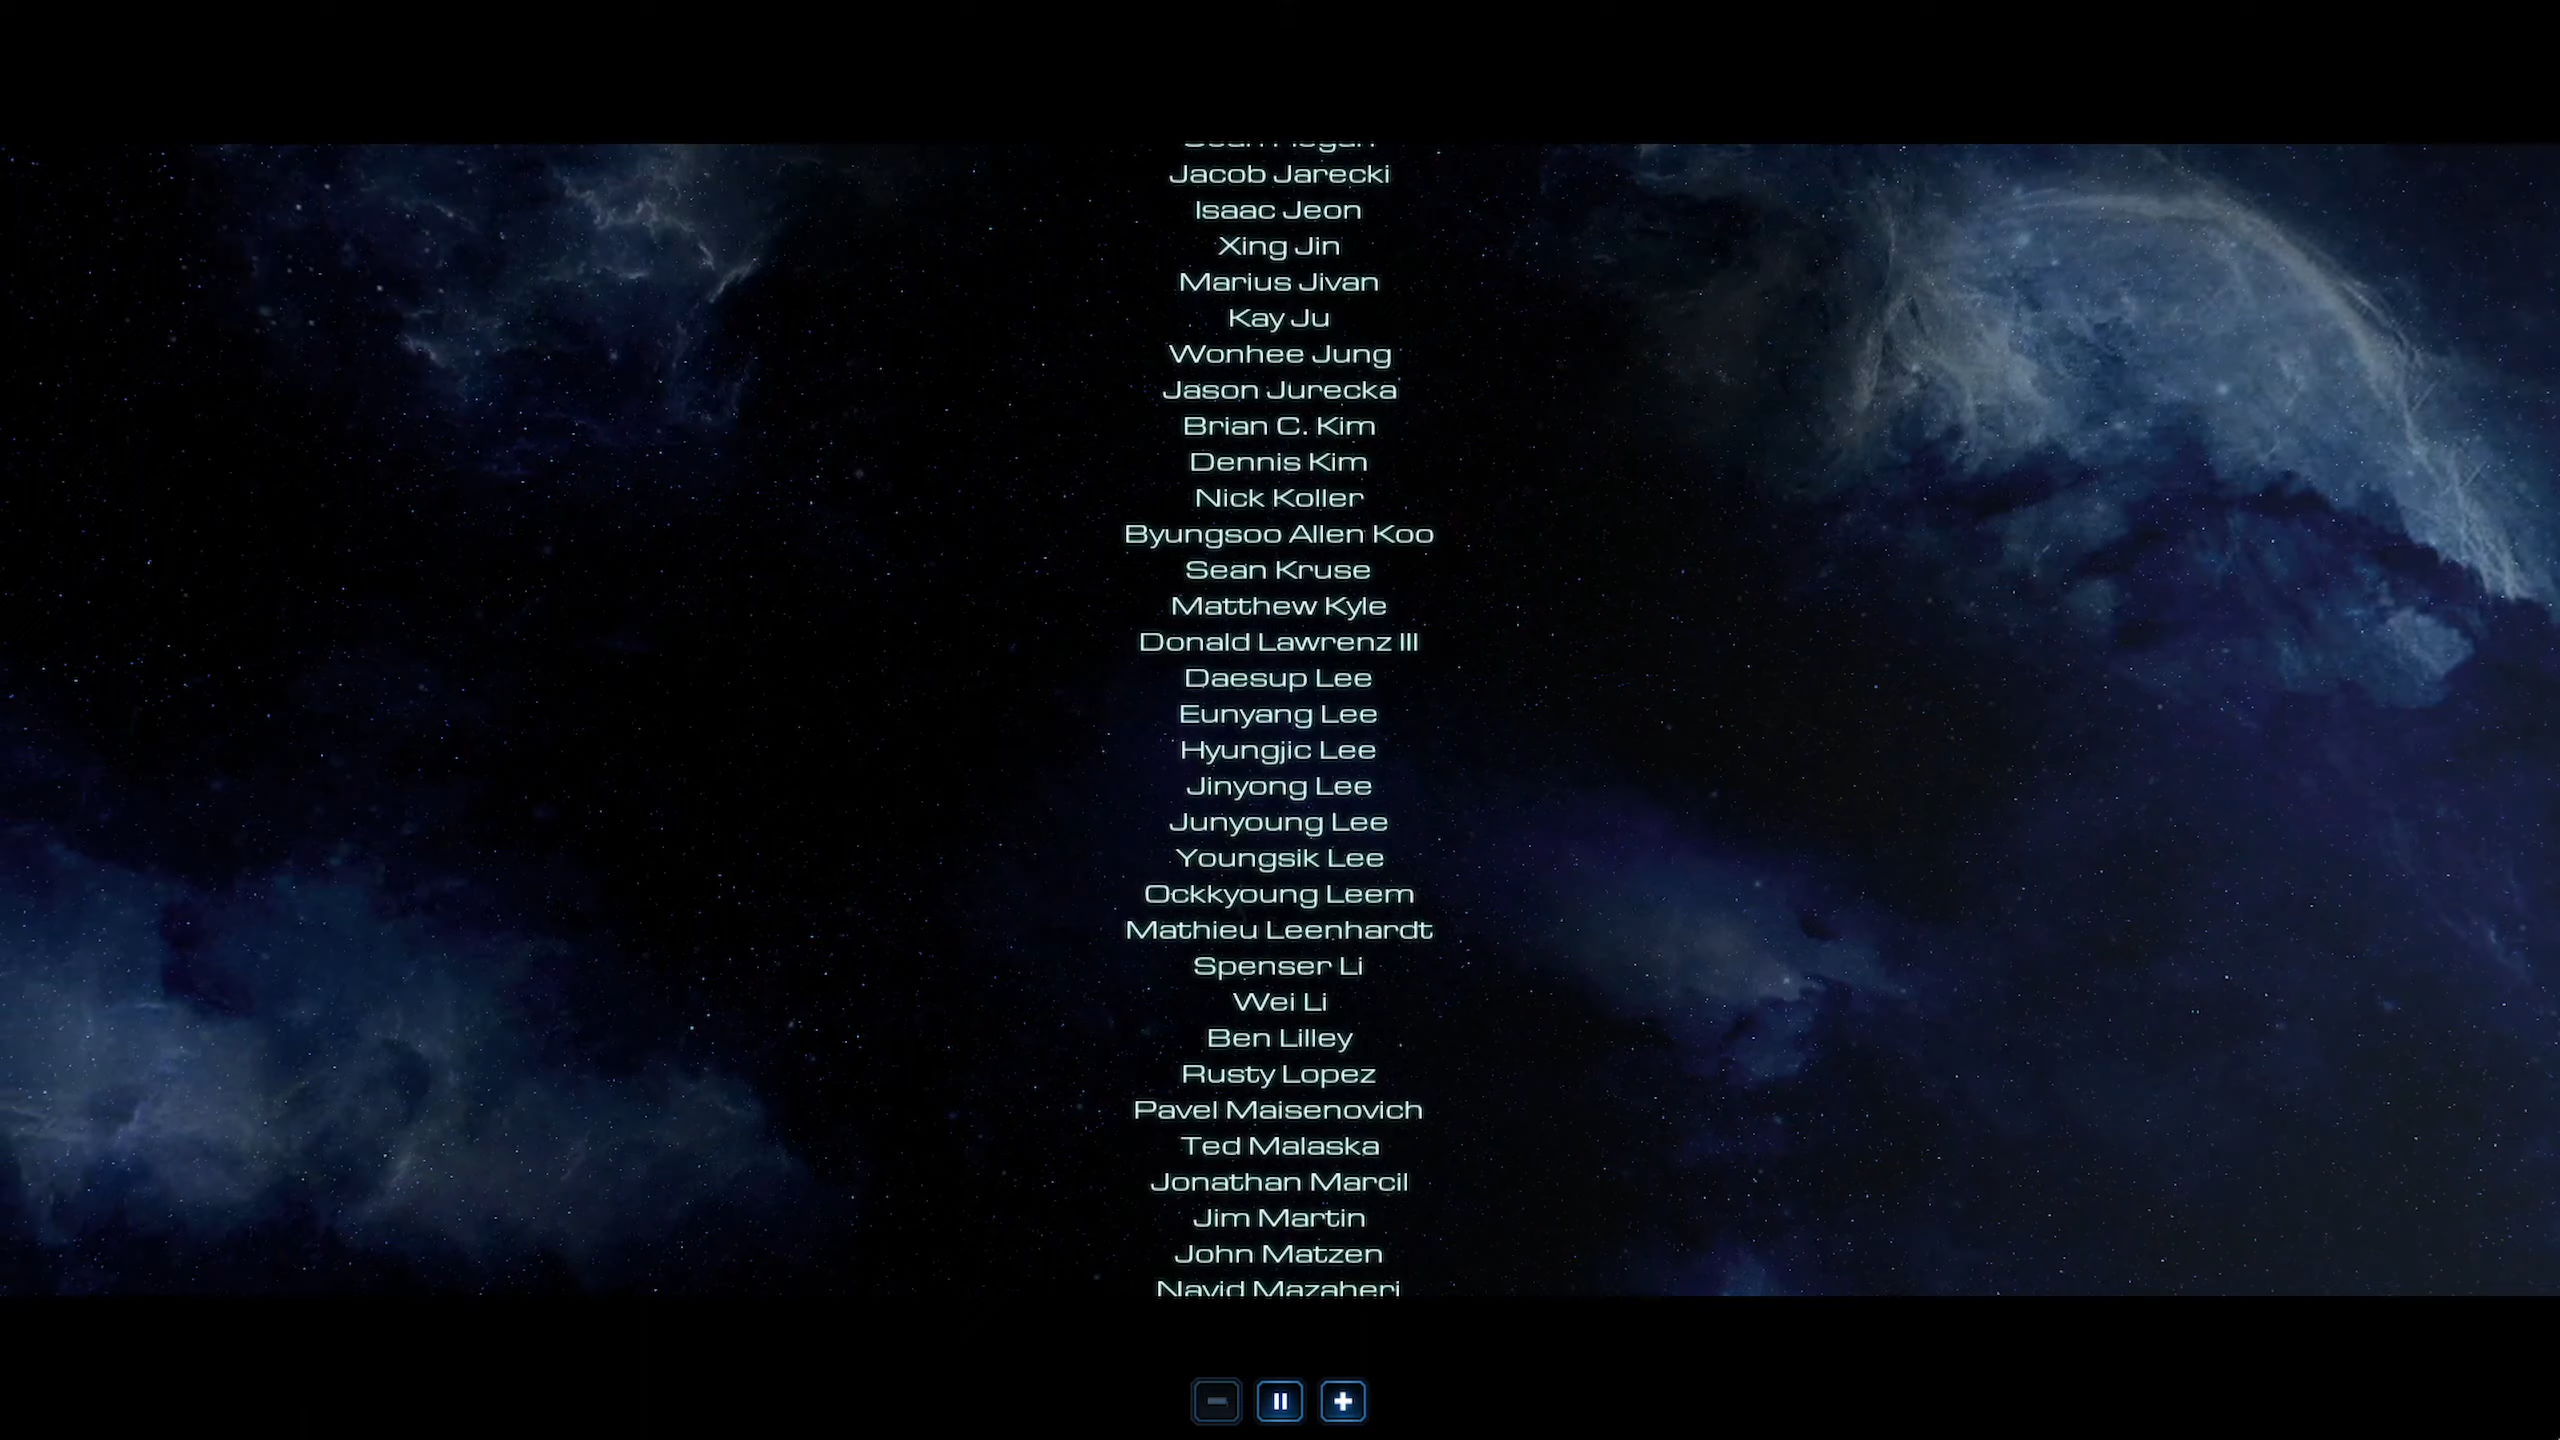 Jacob Jarecki
Isaac Jeon
Xing Jin
Marius Jivan
Kay Ju
Wonhee Jung
Jason Jurecka
Brian C. Kim
Dennis Kim
Nick Koller
Byungsoo Allen Koo
Sean Kruse
Matthew Kyle
Donald Lawrenz III
Daesup Lee
Eunyang Lee
Hyungjic Lee
Jinyong Lee
Junyoung Lee
Youngsik Lee
Ockkyoung Leem
Mathieu Leenhardt
Spenser Li
Wei Li
Ben Lilley
Rusty Lopez
Pavel Maisenovich
Ted Malaska
Jonathan Marcil
Jim Martin
John Matzen
Navid Mazaheri